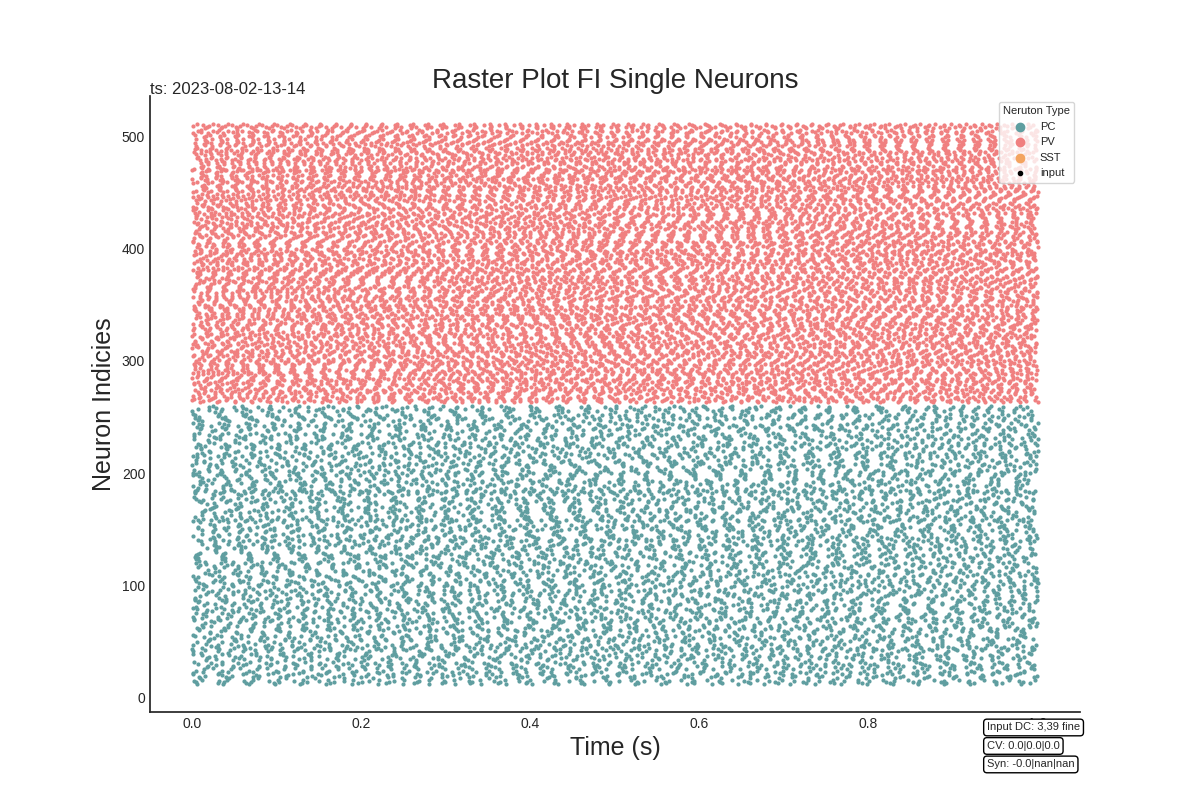 Raster Plot FI Single Neurons
ts: 2023-08-02-13-14
Neruton Type
PC
PV
SST
input
500
400
300
200
100
0
Neuron Indicies
0.0 0.2 0.4 0.6 0.8
Time (s)
Input DC: 3,39 fine
CV: 0.0|0.0|0.0
Syn: -0.0|nan|nan